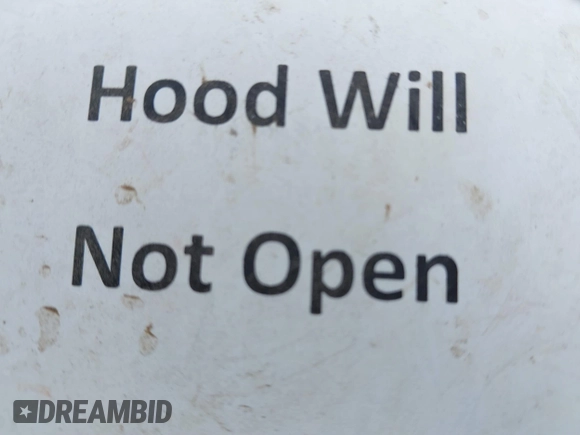 Hood Will
Not Open
DREAMBID